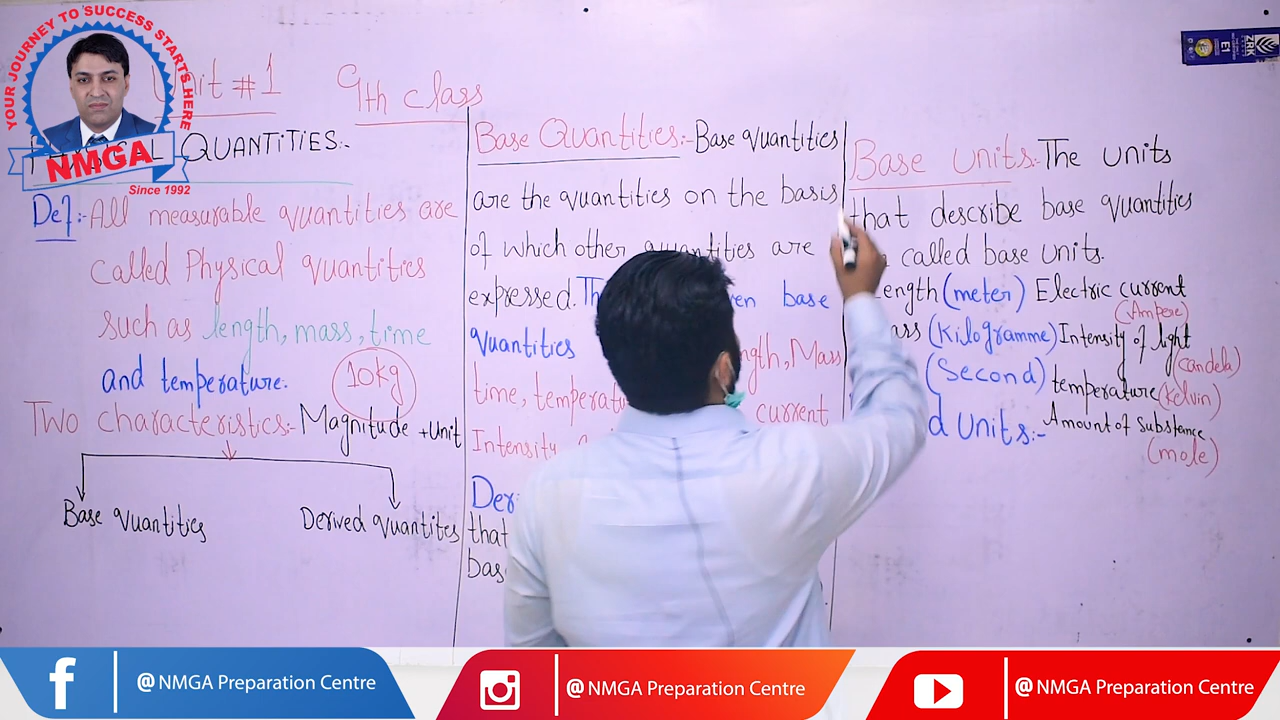 YOUR JOURNEY TO SUCCESS STARTS HERE
NMGA
Since 1992
Unit #1 9th class
PHYSICAL QUANTITIES:-
Def:- All measurable quantities are
called Physical quantities
such as length, mass, time
and temperature.
10kg
Two characteristics:- Magnitude + unit
Base quantities
Derived quantites
Base Quantities:- Base quantities
are the quantities on the basis
of which other quantities are
expressed. base
quantities Mass
time, current
Intensity
that
Base units:- The units
that describe base quantities
called base units.
Length (meter) Electric current
(Ampere)
(Kilogramme) Intensity of light
(candela)
(Second) temperature (kelvin)
Units:- Amount of substance
(mole)
ZRK
E1
f @ NMGA Preparation Centre
@ NMGA Preparation Centre
@ NMGA Preparation Centre